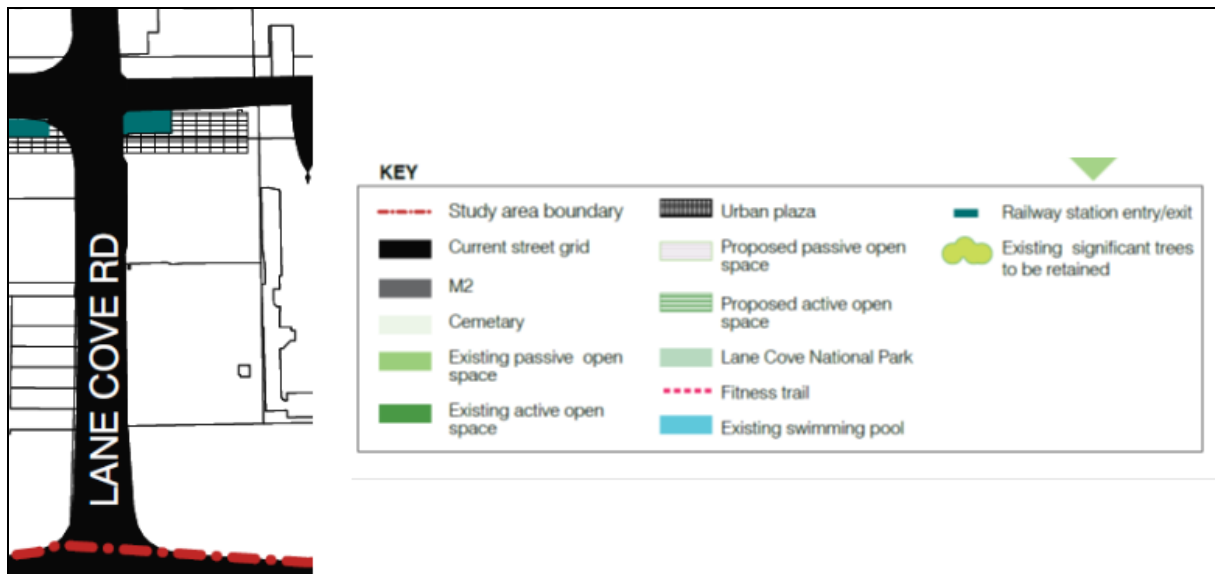 LANE COVE RD
KEY
Study area boundary
Current street grid
M2
Cemetary
Existing passive open
space
Existing active open
space
Urban plaza
Proposed passive open
space
Proposed active open
space
Lane Cove National Park
Fitness trail
Existing swimming pool
Railway station entry/exit
Existing significant trees
to be retained